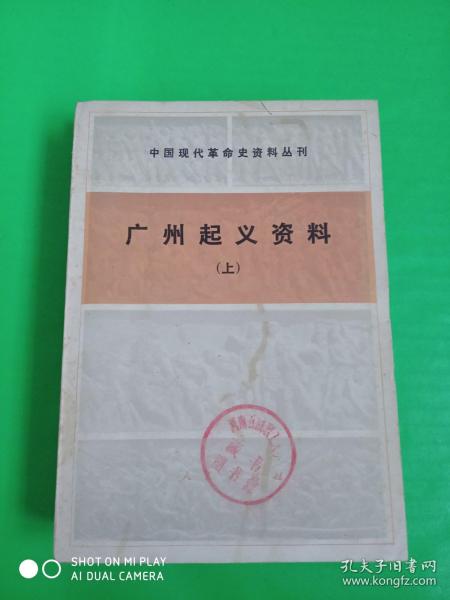 中国现代革命史资料丛刊
广州起义资料
(上)
SHOT ON MI PLAY
AI DUAL CAMERA
孔夫子旧书网
www.kongfz.com